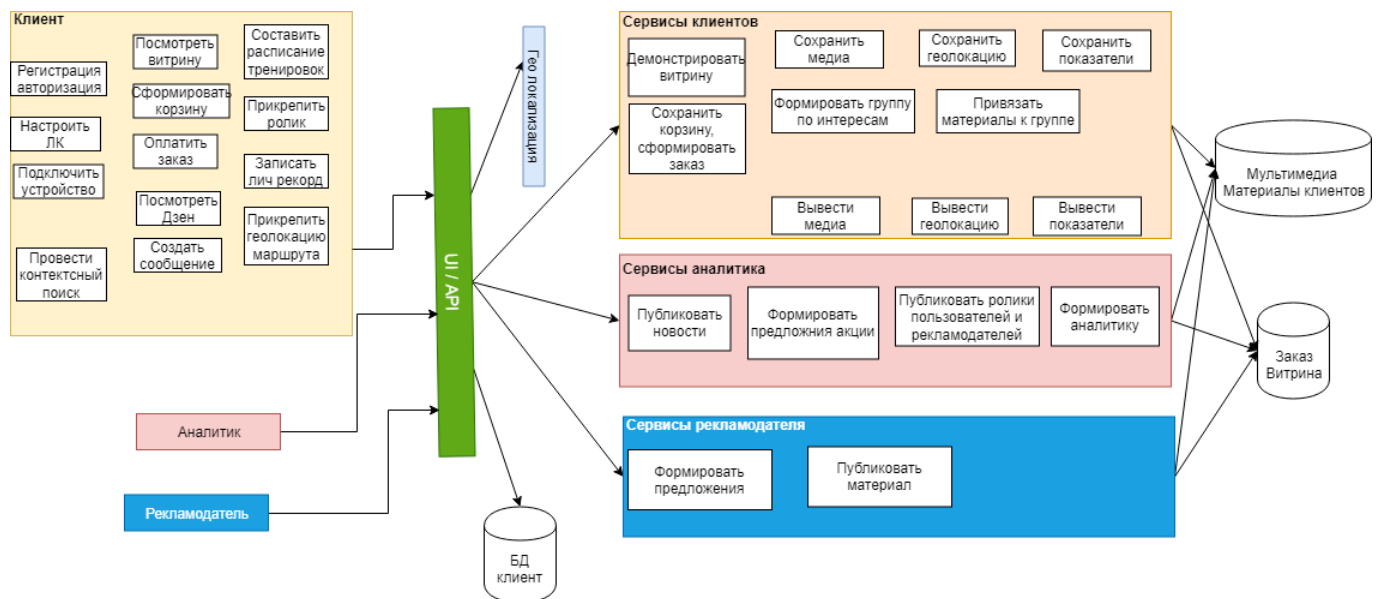 Клиент
Регистрация
авторизация
Настроить
ЛК
Подключить
устройство
Провести
контектсный
поиск
Посмотреть
витрину
Сформировать
корзину
Оплатить
заказ
Посмотреть
Дзен
Создать
сообщение
Составить
расписание
тренировок
Прикрепить
ролик
Записать
лич рекорд
Прикрепить
геолокацию
маршрута
Аналитик
Рекламодатель
UI / API
Гео локализация
БД
клиент
Сервисы клиентов
Демонстрировать
витрину
Сохранить
корзину,
сформировать
заказ
Сохранить
медиа
Сохранить
геолокацию
Сохранить
показатели
Формировать группу
по интересам
Привязать
материалы к группе
Вывести
медиа
Вывести
геолокацию
Вывести
показатели
Сервисы аналитика
Публиковать
новости
Формировать
предложния акции
Публиковать ролики
пользователей и
рекламодателей
Формировать
аналитику
Сервисы рекламодателя
Формировать
предложения
Публиковать
материал
Мультимедиа
Материалы клиентов
Заказ
Витрина